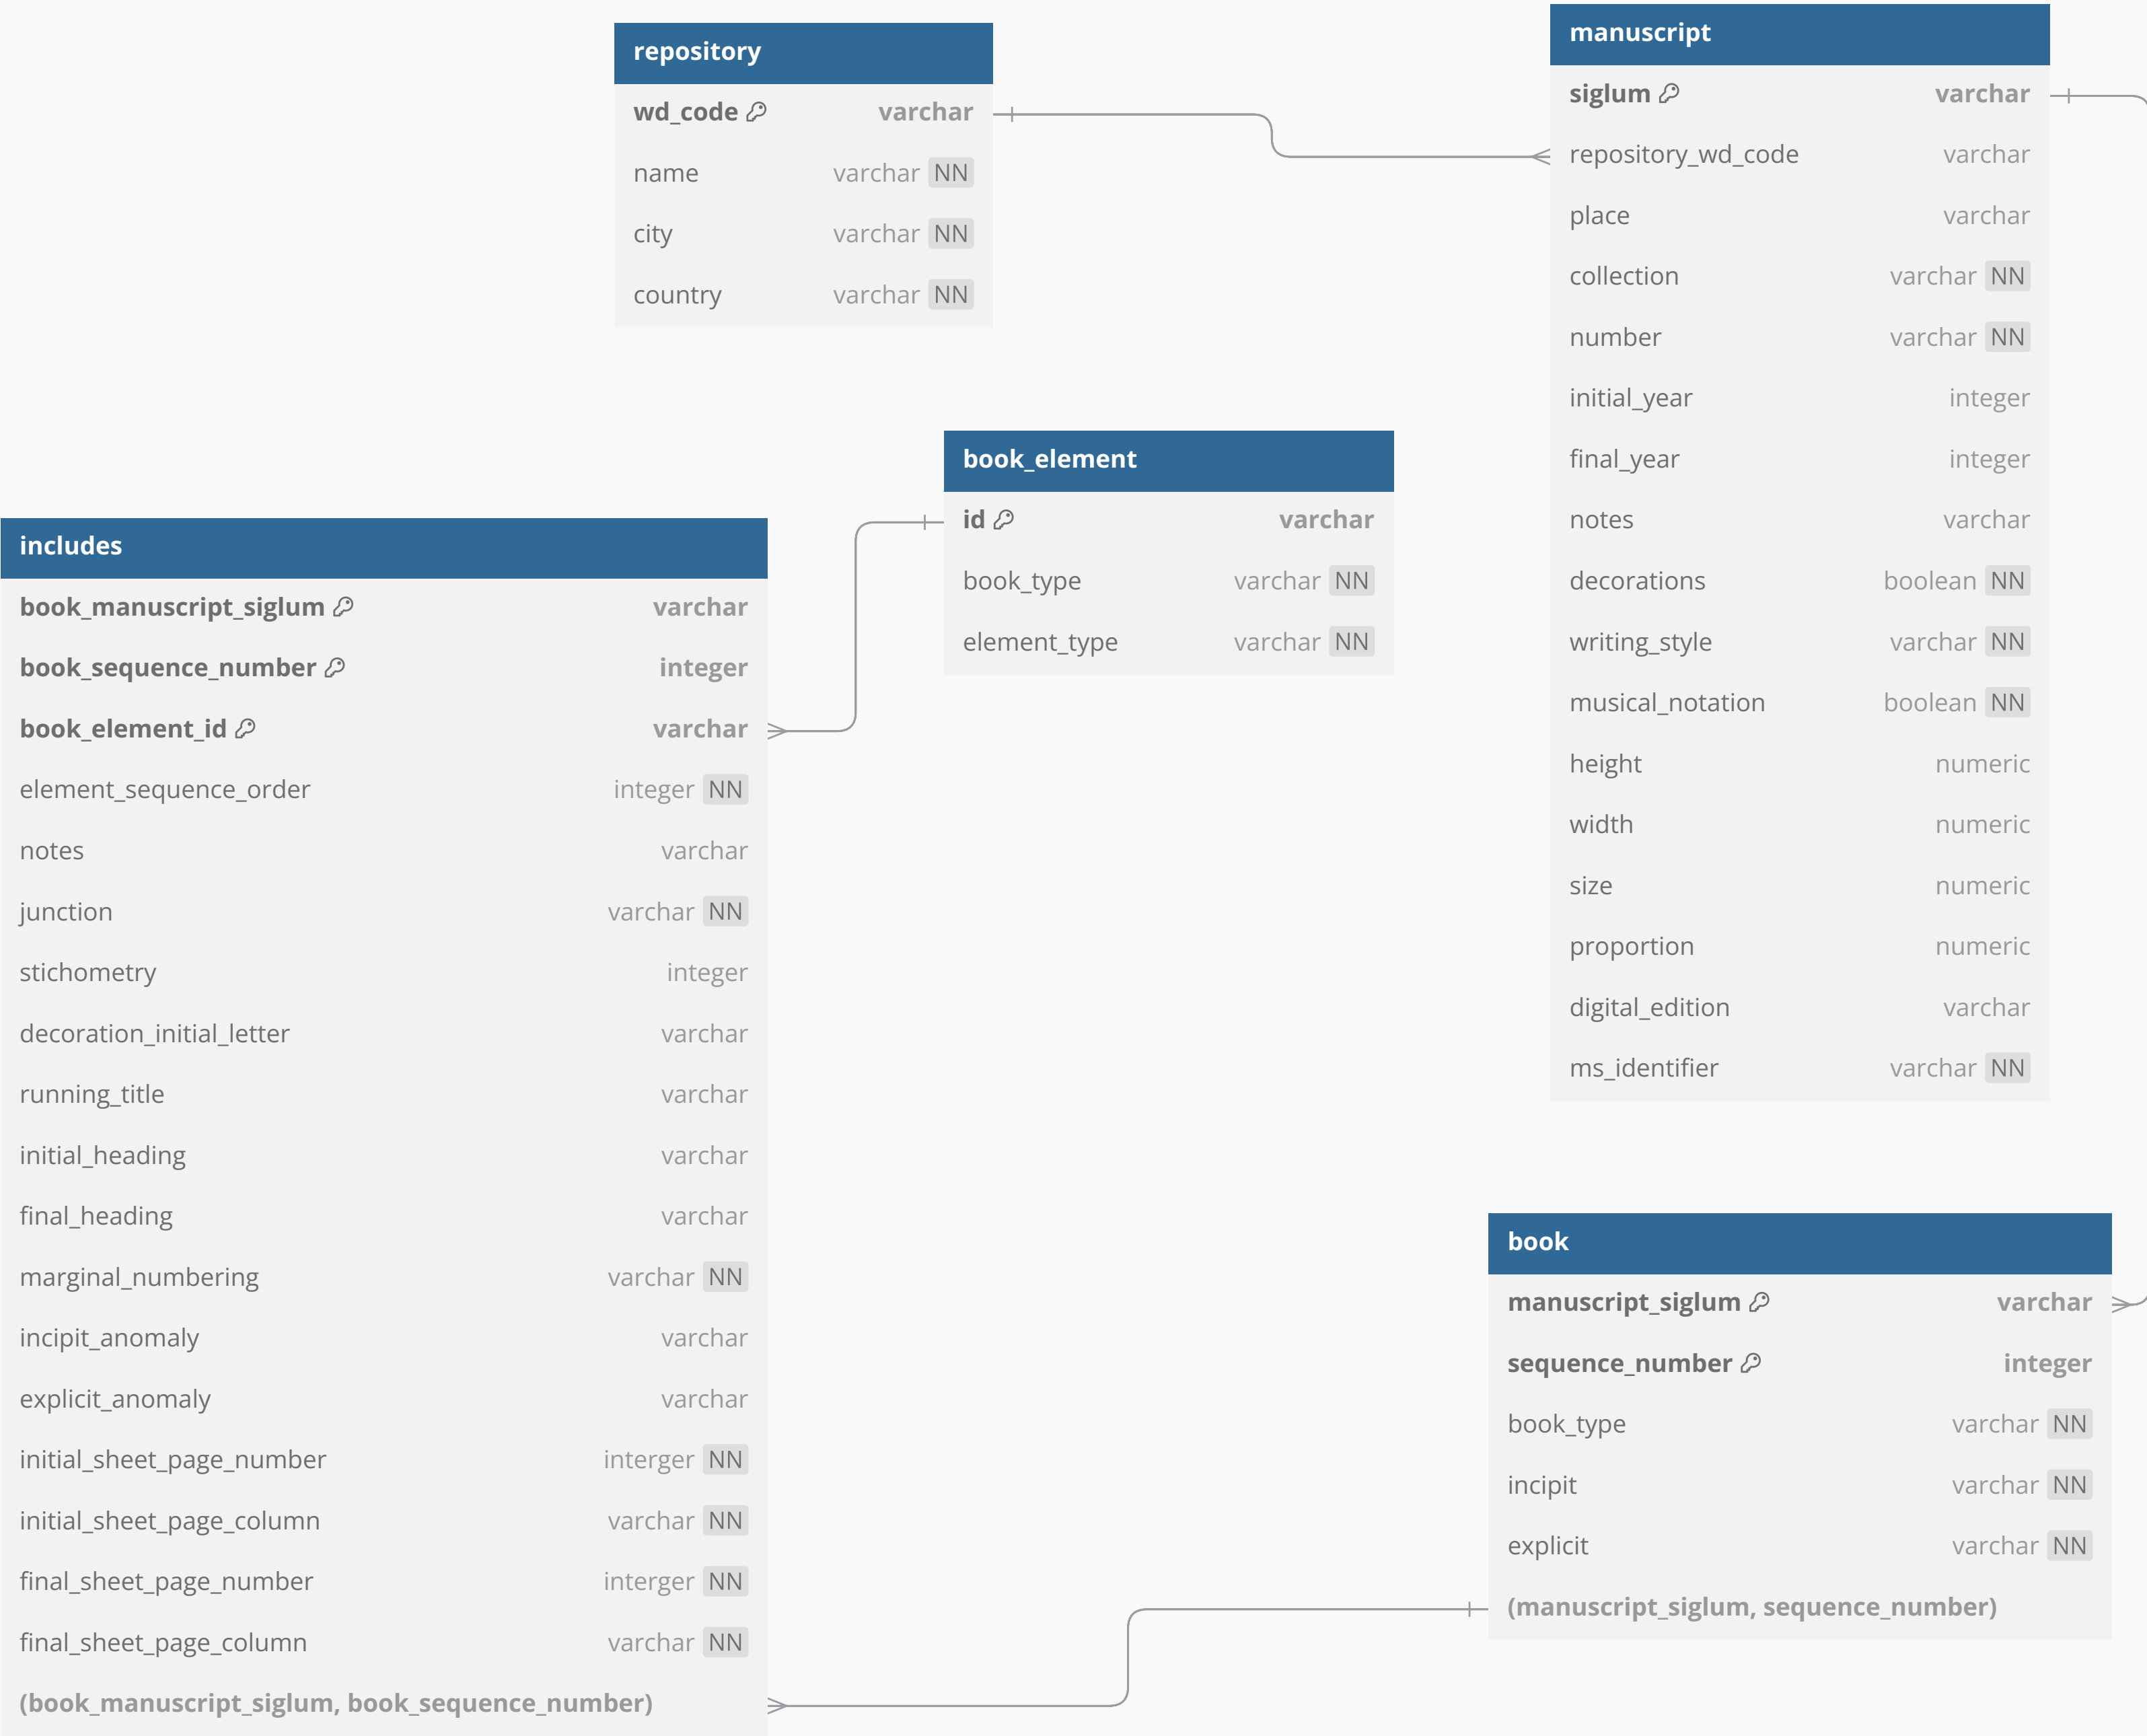 repository
wd_code varchar
name varchar NN
city varchar NN
country varchar NN
manuscript
siglum varchar
repository_wd_code varchar
place varchar
collection varchar NN
number varchar NN
initial_year integer
final_year integer
notes varchar
decorations boolean NN
writing_style varchar NN
musical_notation boolean NN
height numeric
width numeric
size numeric
proportion numeric
digital_edition varchar
ms_identifier varchar NN
book_element
id varchar
book_type varchar NN
element_type varchar NN
includes
book_manuscript_siglum varchar
book_sequence_number integer
book_element_id varchar
element_sequence_order integer NN
notes varchar
junction varchar NN
stichometry integer
decoration_initial_letter varchar
running_title varchar
initial_heading varchar
final_heading varchar
marginal_numbering varchar NN
incipit_anomaly varchar
explicit_anomaly varchar
initial_sheet_page_number interger NN
initial_sheet_page_column varchar NN
final_sheet_page_number interger NN
final_sheet_page_column varchar NN
(book_manuscript_siglum, book_sequence_number)
book
manuscript_siglum varchar
sequence_number integer
book_type varchar NN
incipit varchar NN
explicit varchar NN
(manuscript_siglum, sequence_number)